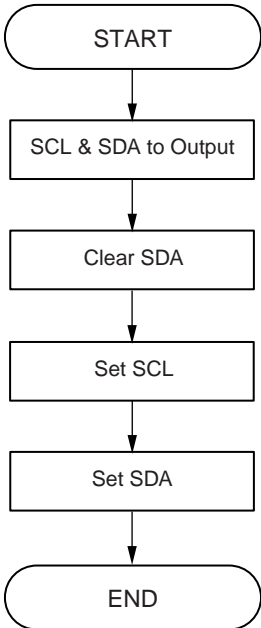 START
SCL & SDA to Output
Clear SDA
Set SCL
Set SDA
END